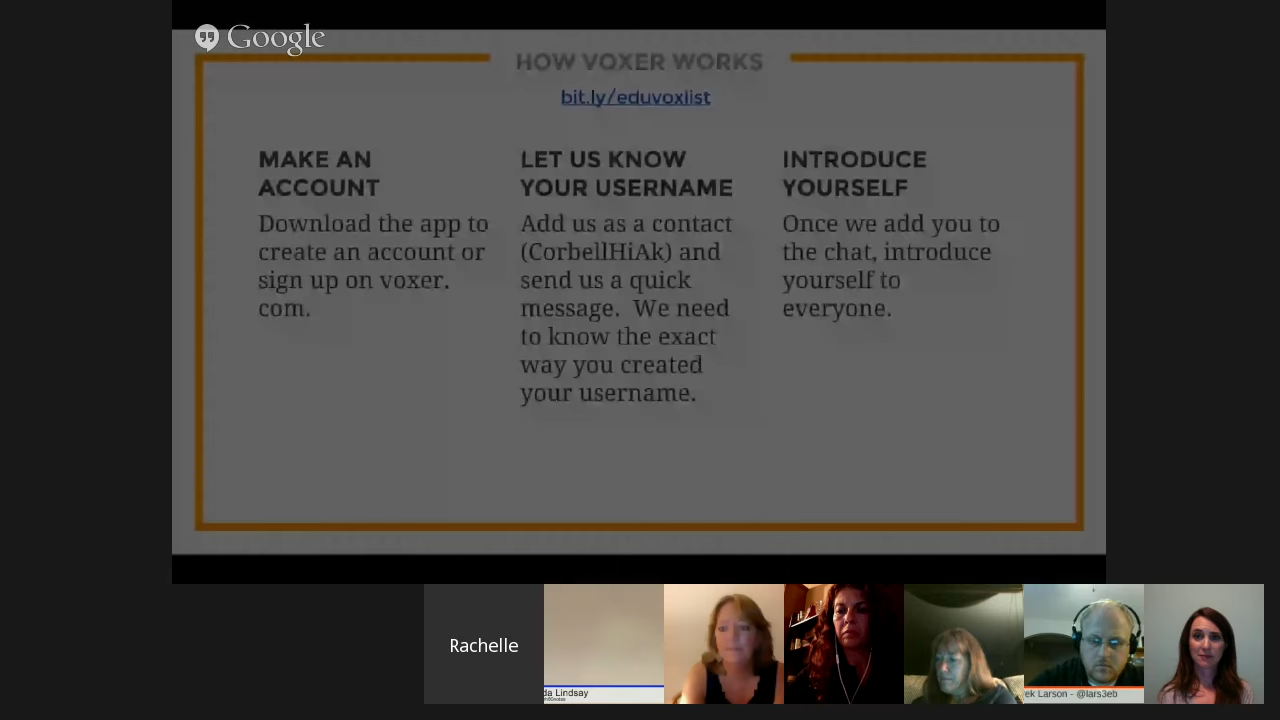 Google
HOW VOXER WORKS
bit.ly/eduvoxlist
MAKE AN
ACCOUNT
Download the app to
create an account or
sign up on voxer.
com.
LET US KNOW
YOUR USERNAME
Add us as a contact
(CorbellHiAk) and
send us a quick
message. We need
to know the exact
way you created
your username.
INTRODUCE
YOURSELF
Once we add you to
the chat, introduce
yourself to
everyone.
Rachelle
da Lindsay
ek Larson - @lars3eb